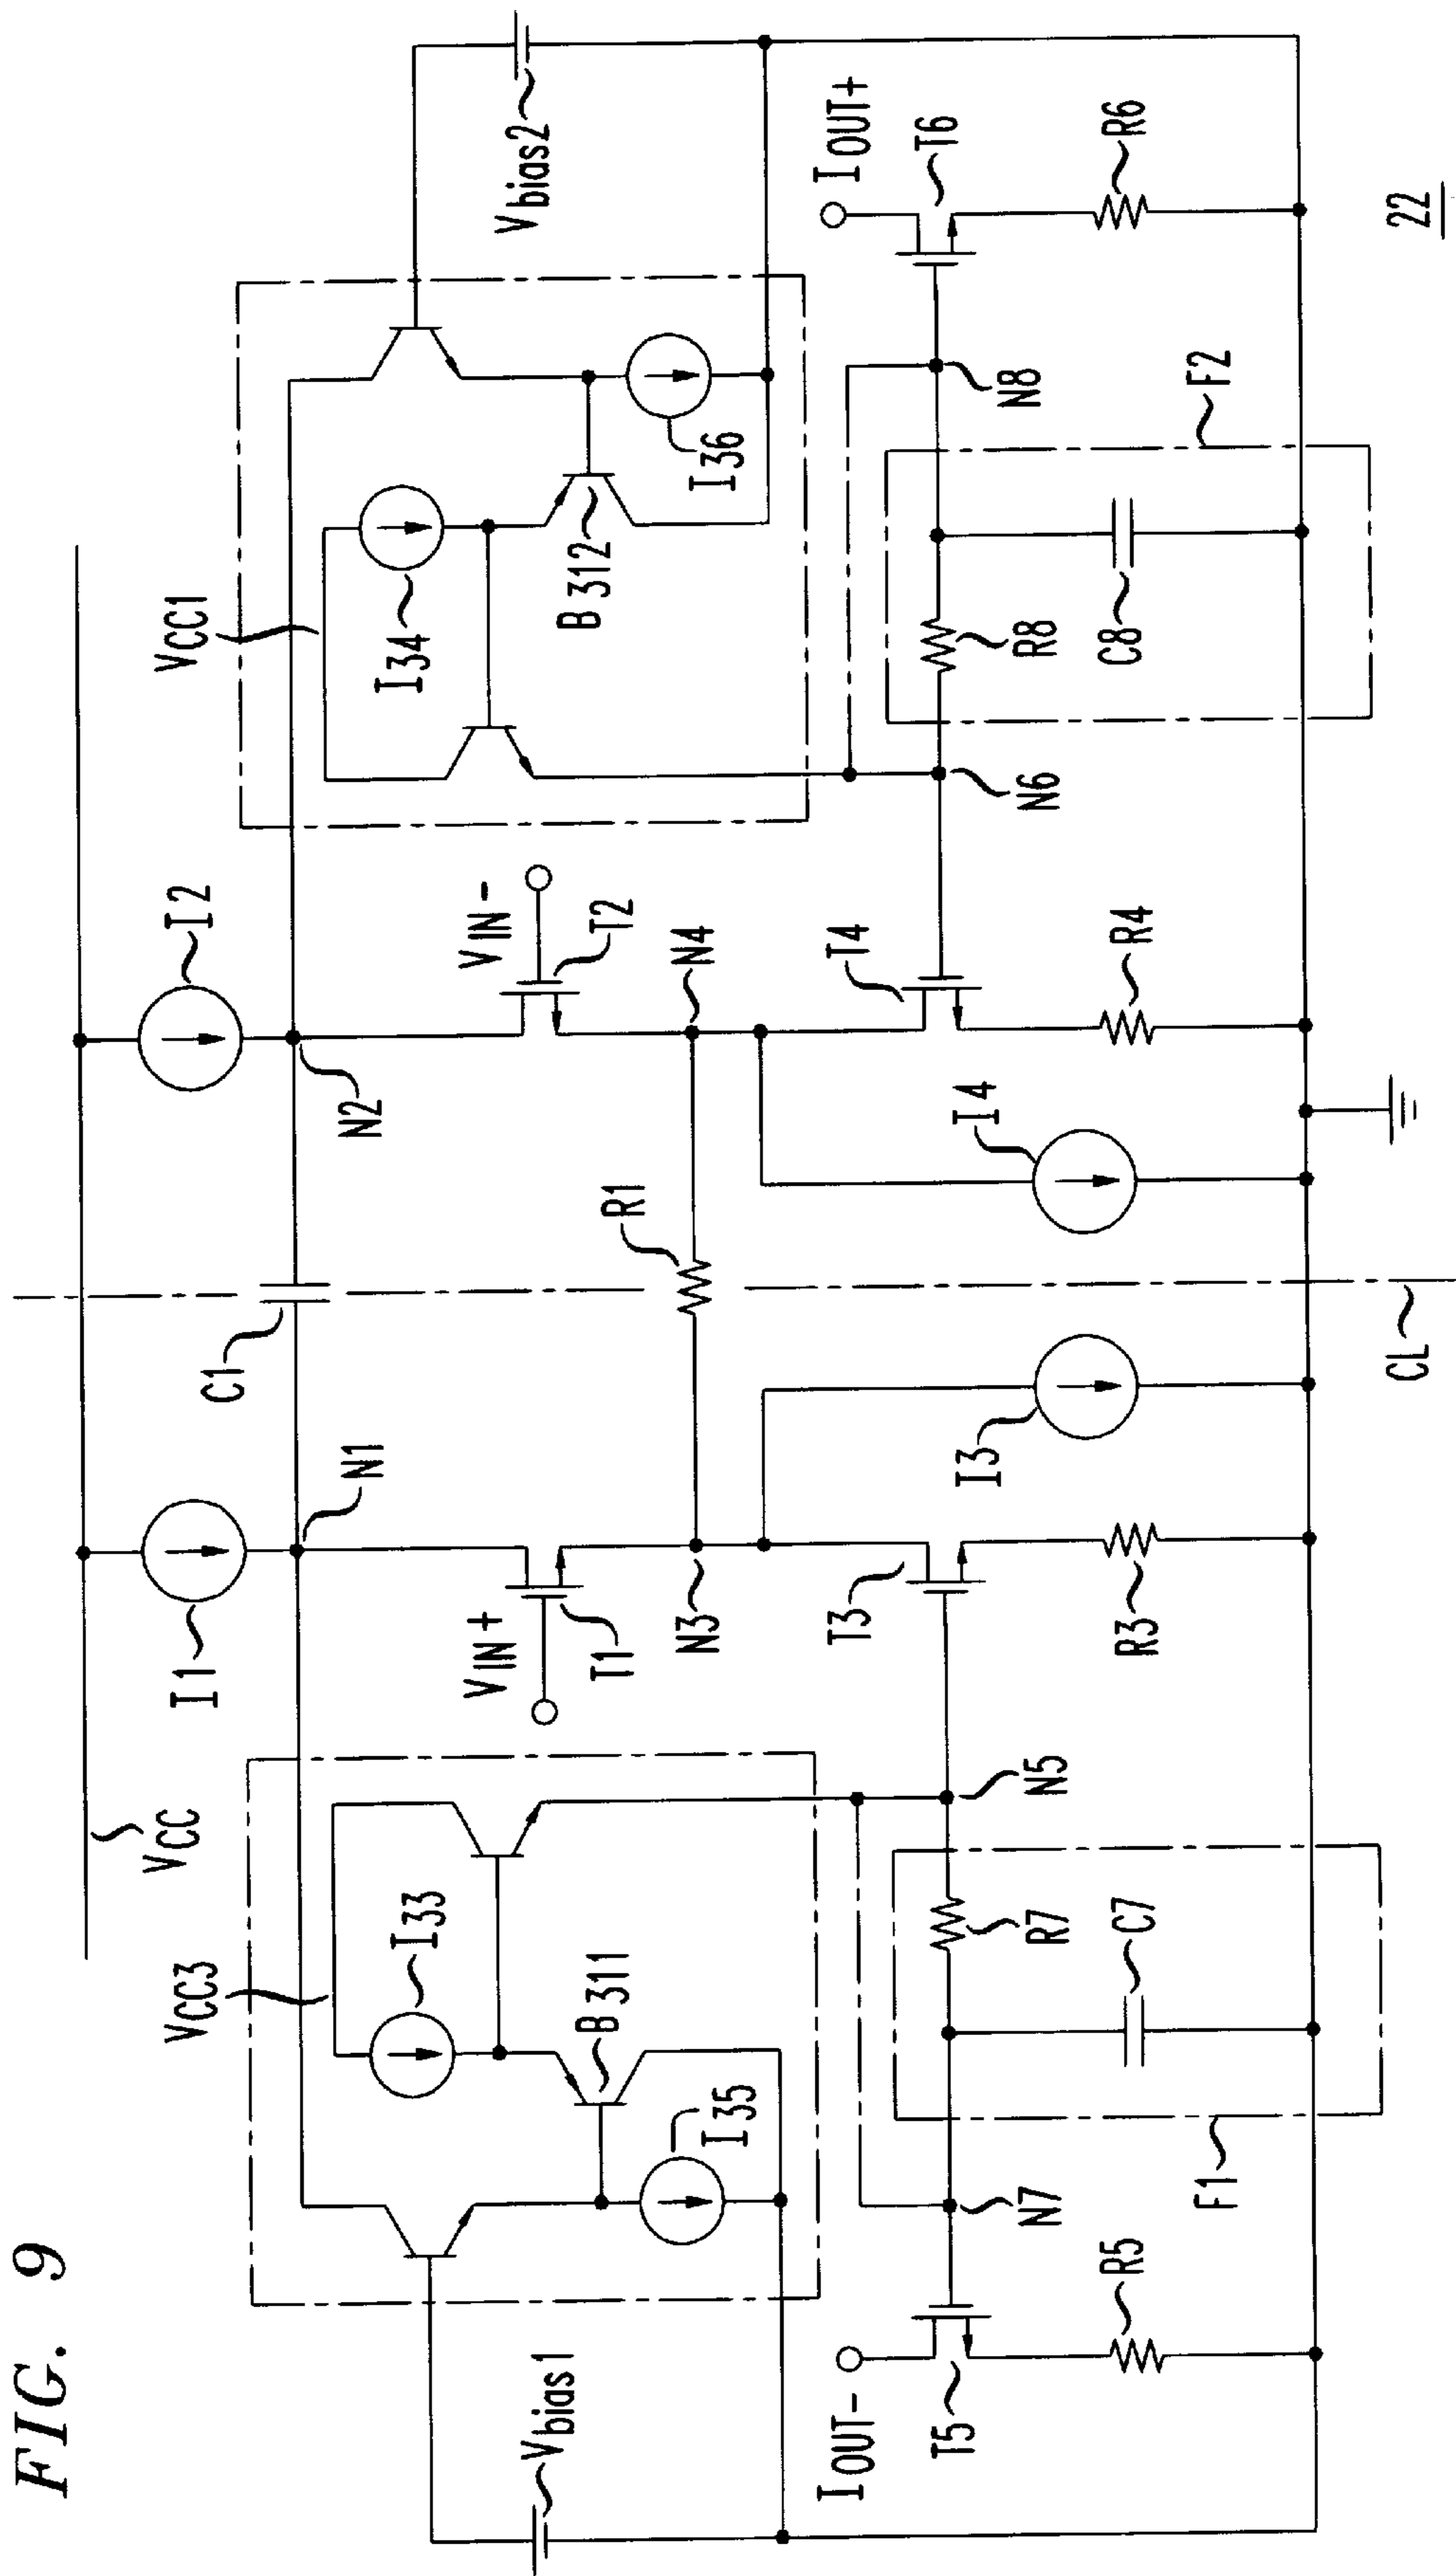 FIG. 9
VCC
I1
I2
N1
C1
N2
VCC3
I33
B311
I35
Vbias1
VCC1
I34
B312
I36
Vbias2
VIN+
T1
VIN-
T2
N3
R1
N4
IOUT-
T5
R5
N7
F1
R7
C7
N5
T3
R3
I3
CL
I4
T4
R4
N6
R8
C8
F2
N8
IOUT+
T6
R6
22